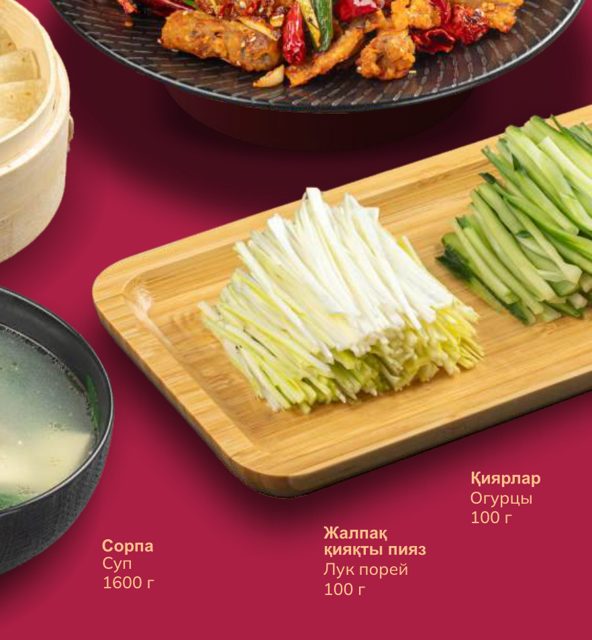 Қиярлар
Огурцы
100 г
Жалпақ
қияқты пияз
Лук порей
100 г
Сорпа
Суп
1600 г